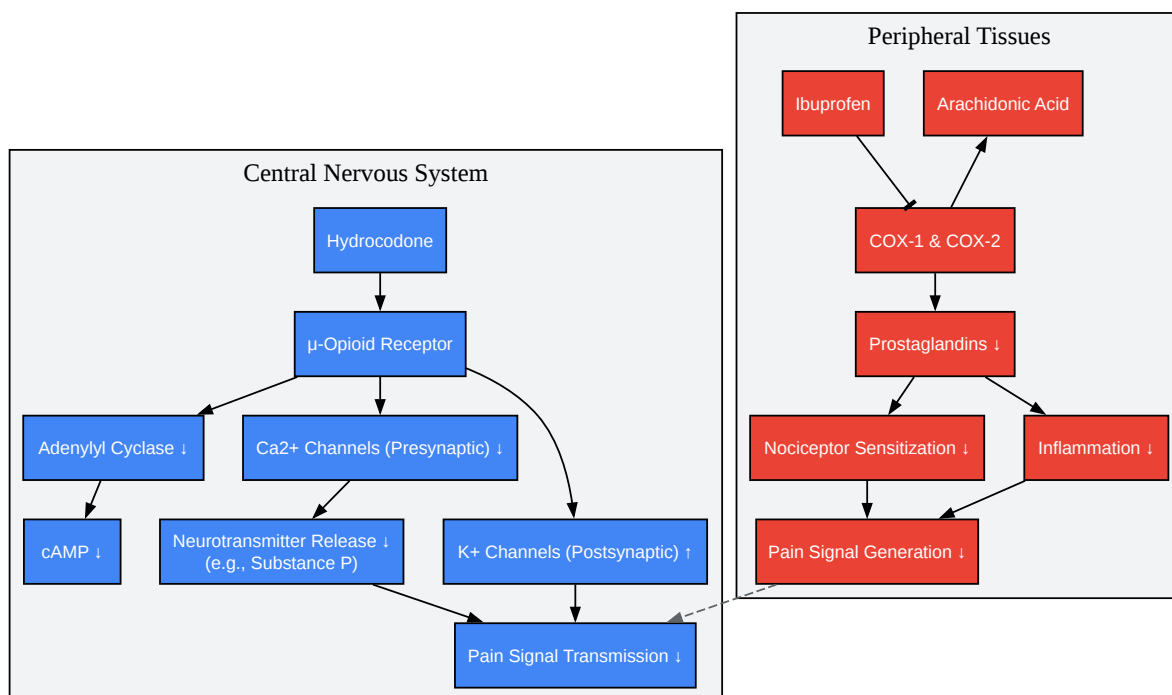 Peripheral Tissues
Ibuprofen
Arachidonic Acid
Central Nervous System
Hydrocodone
COX-1 & COX-2
μ-Opioid Receptor
Prostaglandins ↓
Adenylyl Cyclase ↓
Ca2+ Channels (Presynaptic) ↓
Nociceptor Sensitization ↓
Inflammation ↓
cAMP ↓
Neurotransmitter Release ↓
(e.g., Substance P)
K+ Channels (Postsynaptic) ↑
Pain Signal Generation ↓
Pain Signal Transmission ↓